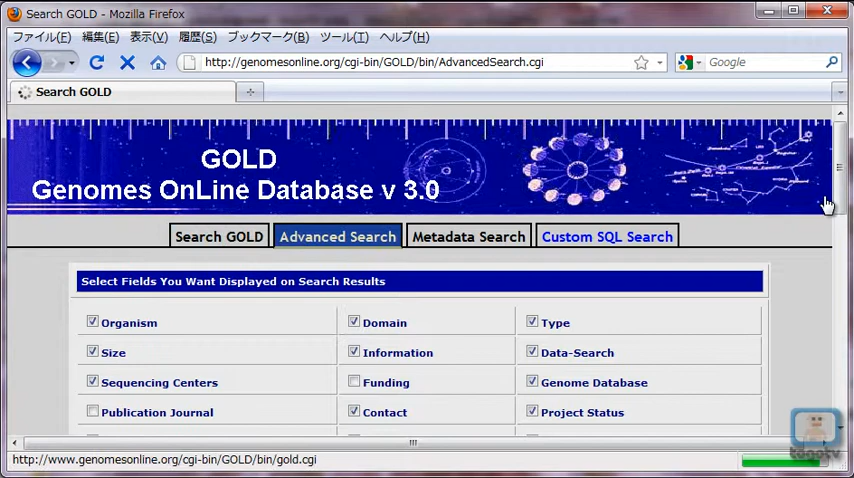 Search GOLD - Mozilla Firefox
ファイル(F) 編集(E) 表示(V) 履歴(S) ブックマーク(B) ツール(T) ヘルプ(H)
http://genomesonline.org/cgi-bin/GOLD/bin/AdvancedSearch.cgi Google
Search GOLD
GOLD
Genomes OnLine Database v 3.0
Search GOLD Advanced Search Metadata Search Custom SQL Search
Select Fields You Want Displayed on Search Results
Organism Domain Type
Size Information Data-Search
Sequencing Centers Funding Genome Database
Publication Journal Contact Project Status
togotv
http://www.genomesonline.org/cgi-bin/GOLD/bin/gold.cgi